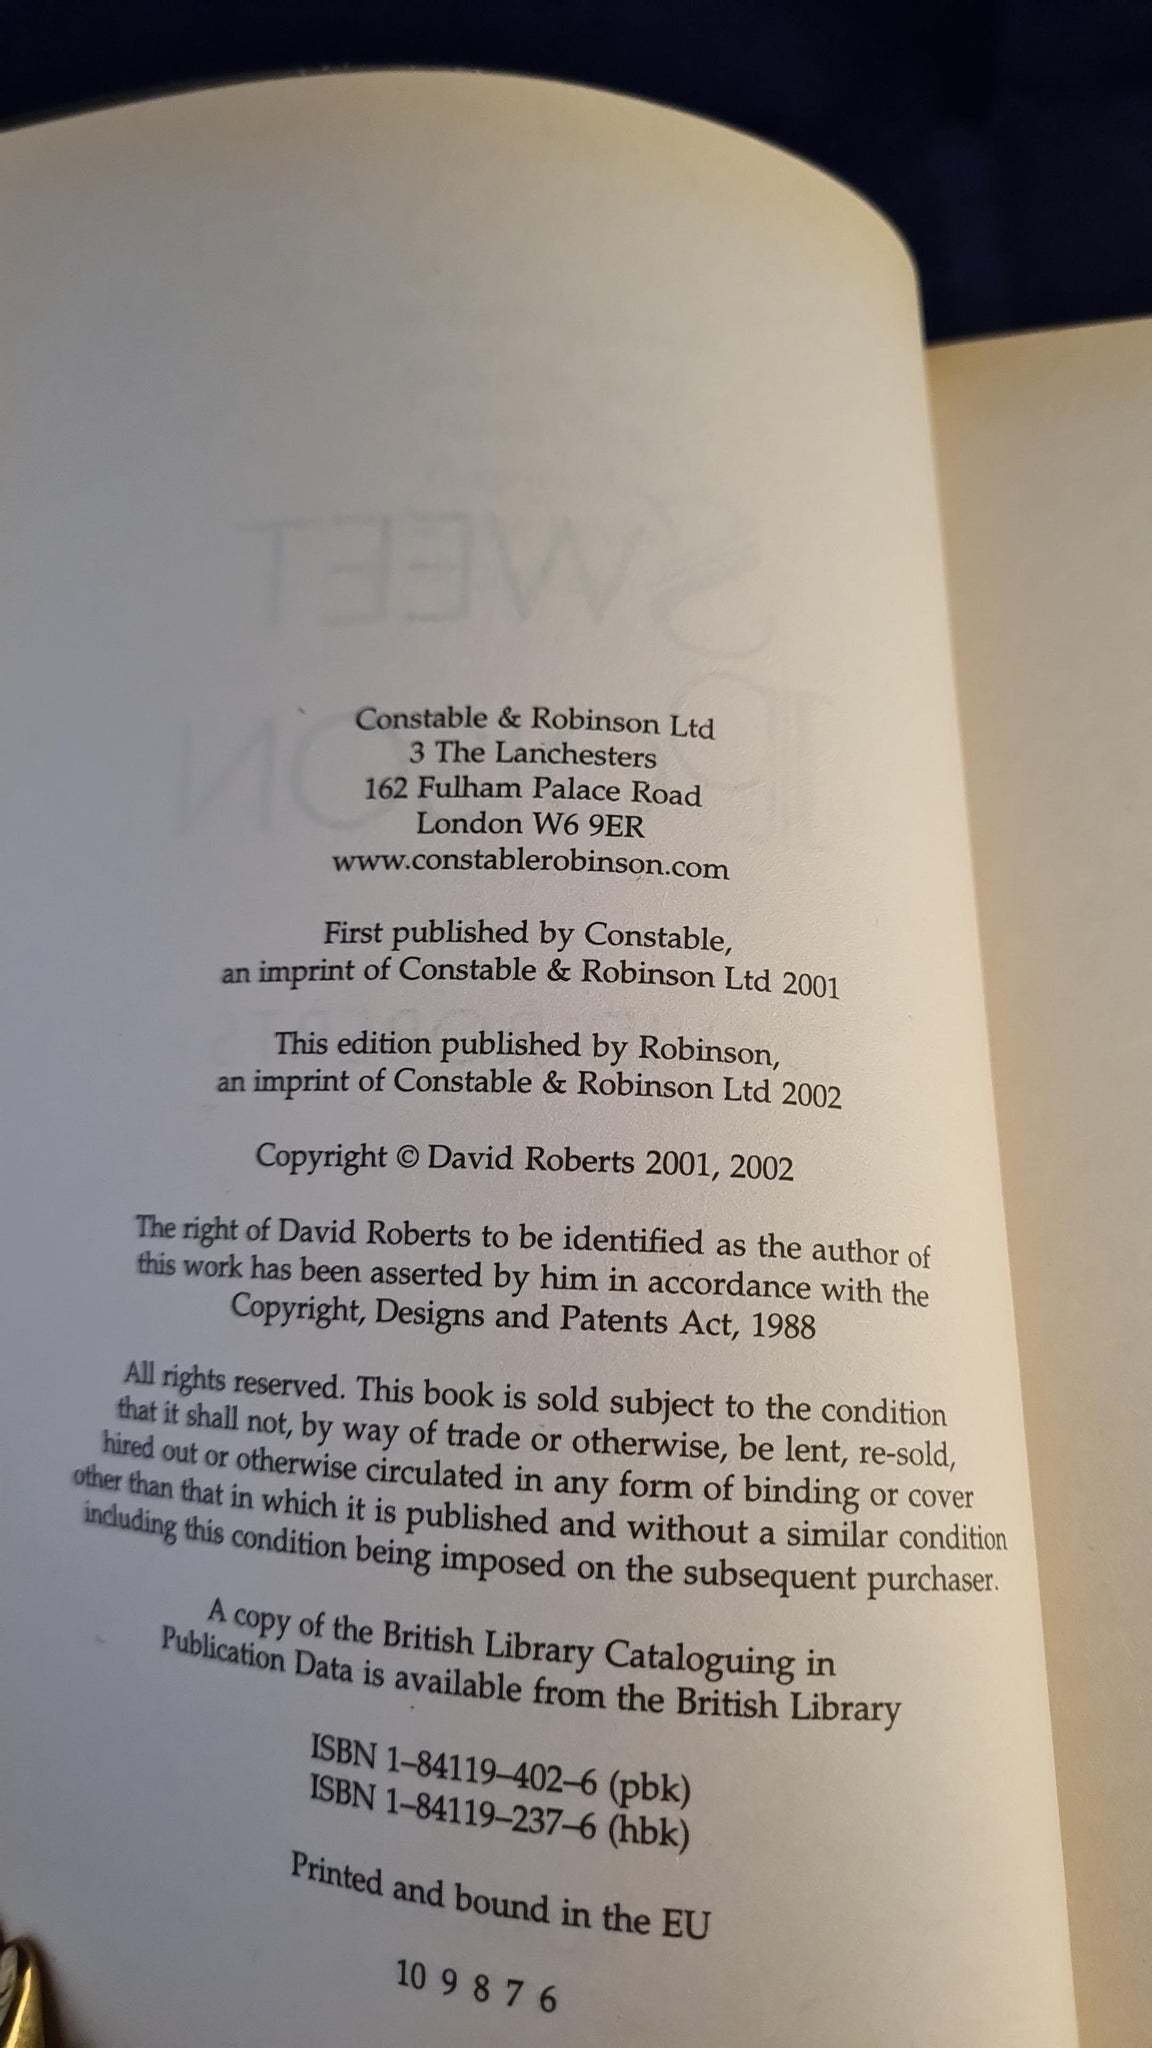 Constable & Robinson Ltd
3 The Lanchesters
162 Fulham Palace Road
London W6 9ER
www.constablerobinson.com
First published by Constable,
an imprint of Constable & Robinson Ltd 2001
This edition published by Robinson,
an imprint of Constable & Robinson Ltd 2002
Copyright © David Roberts 2001, 2002
The right of David Roberts to be identified as the author of
this work has been asserted by him in accordance with the
Copyright, Designs and Patents Act, 1988
All rights reserved. This book is sold subject to the condition
that it shall not, by way of trade or otherwise, be lent, re-sold,
hired out or otherwise circulated in any form of binding or cover
other than that in which it is published and without a similar condition
including this condition being imposed on the subsequent purchaser.
A copy of the British Library Cataloguing in
Publication Data is available from the British Library
ISBN 1–84119–402–6 (pbk)
ISBN 1–84119–237–6 (hbk)
Printed and bound in the EU
10 9 8 7 6